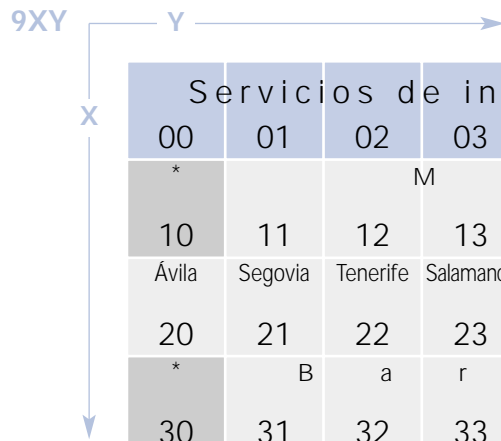 9XY Y
X
Servicios de in
00 01 02 03
* M
10 11 12 13
Ávila Segovia Tenerife Salamanc
20 21 22 23
* B a r
30 31 32 33